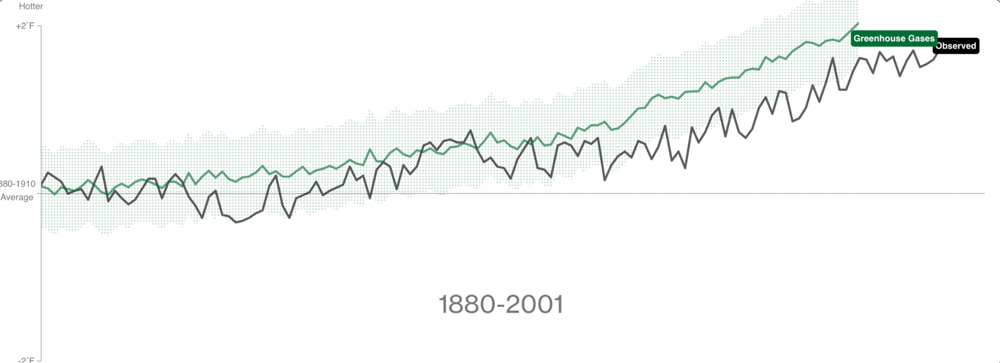 Hotter
+2°F
Greenhouse Gases
Observed
880-1910
Average
1880-2001
-2°F